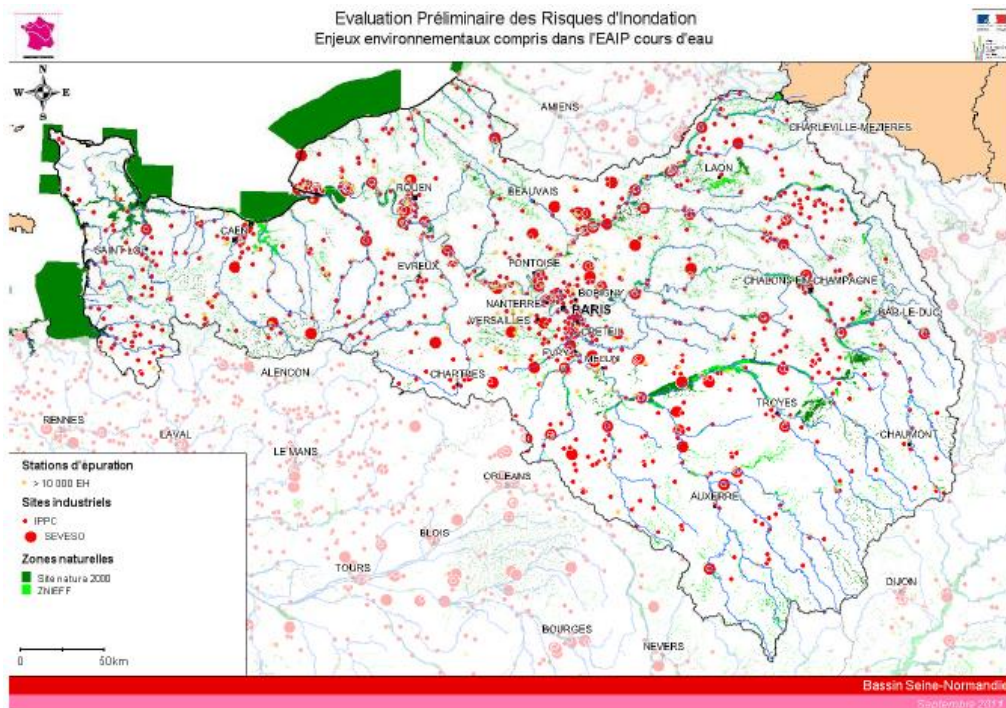 Evaluation Préliminaire des Risques d'Inondation
Enjeux environnementaux compris dans l'EAIP cours d'eau
N
W E
S
AMIENS
CHARLEVILLE-MEZIERES
LAON
BEAUVAIS
ROUEN
CAEN
SAINT-LO
EVREUX
PONTOISE
CHALONS-EN-CHAMPAGNE
BOBIGNY
NANTERRE
PARIS
BAR-LE-DUC
VERSAILLES
CRETEIL
EVRY
MELUN
ALENCON
CHARTRES
TROYES
RENNES
LAVAL
CHAUMONT
LE MANS
ORLEANS
AUXERRE
BLOIS
TOURS
DIJON
BOURGES
NEVERS
Stations d'épuration
> 10 000 EH
Sites industriels
IPPC
SEVESO
Zones naturelles
Site natura 2000
ZNIEFF
0 50km
Bassin Seine-Normandie
Septembre